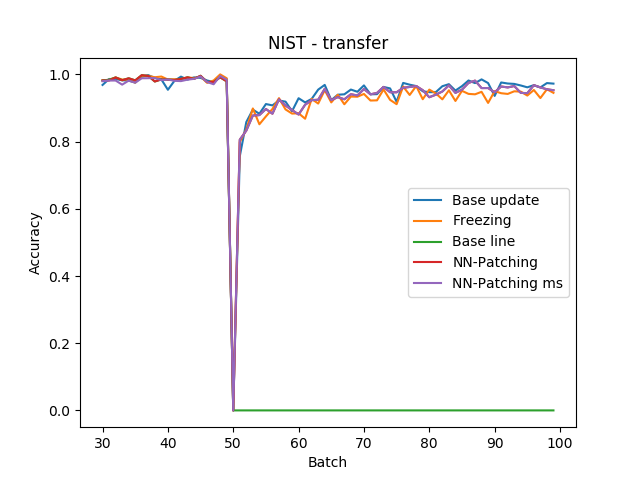 NIST - transfer
1.0
0.8
0.6
0.4
0.2
0.0
Accuracy
Base update
Freezing
Base line
NN-Patching
NN-Patching ms
30 40 50 60 70 80 90 100
Batch